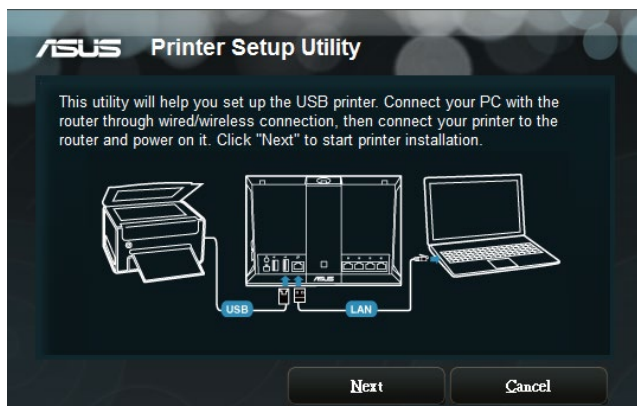 ASUS Printer Setup Utility
This utility will help you set up the USB printer. Connect your PC with the
router through wired/wireless connection, then connect your printer to the
router and power on it. Click "Next" to start printer installation.
ASUS
USB
LAN
Next
Cancel